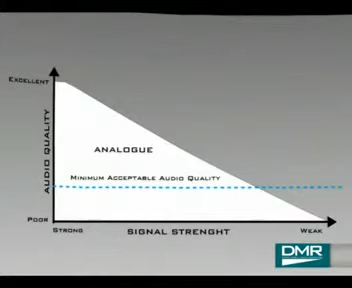 Excellent
AUDIO QUALITY
ANALOGUE
Minimum Acceptable Audio Quality
Poor
Strong
SIGNAL STRENGHT
Weak
DMR